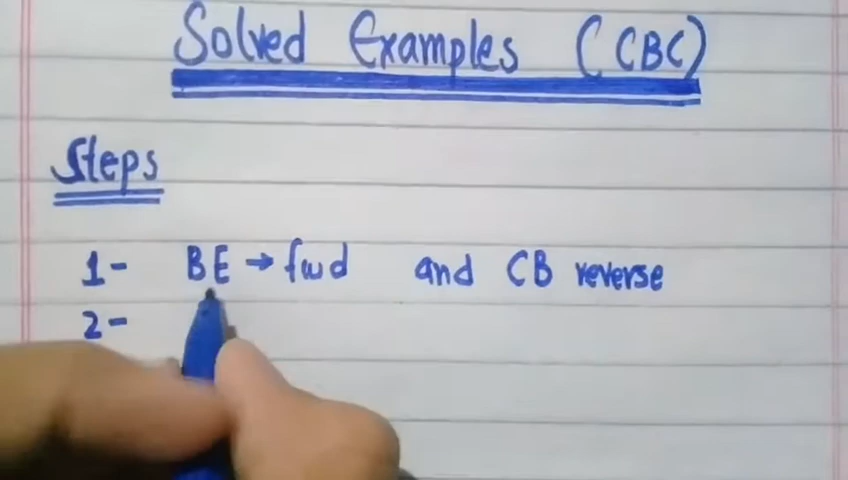 Solved Examples (CBC)
Steps
1- BE → fwd and CB reverse
2-